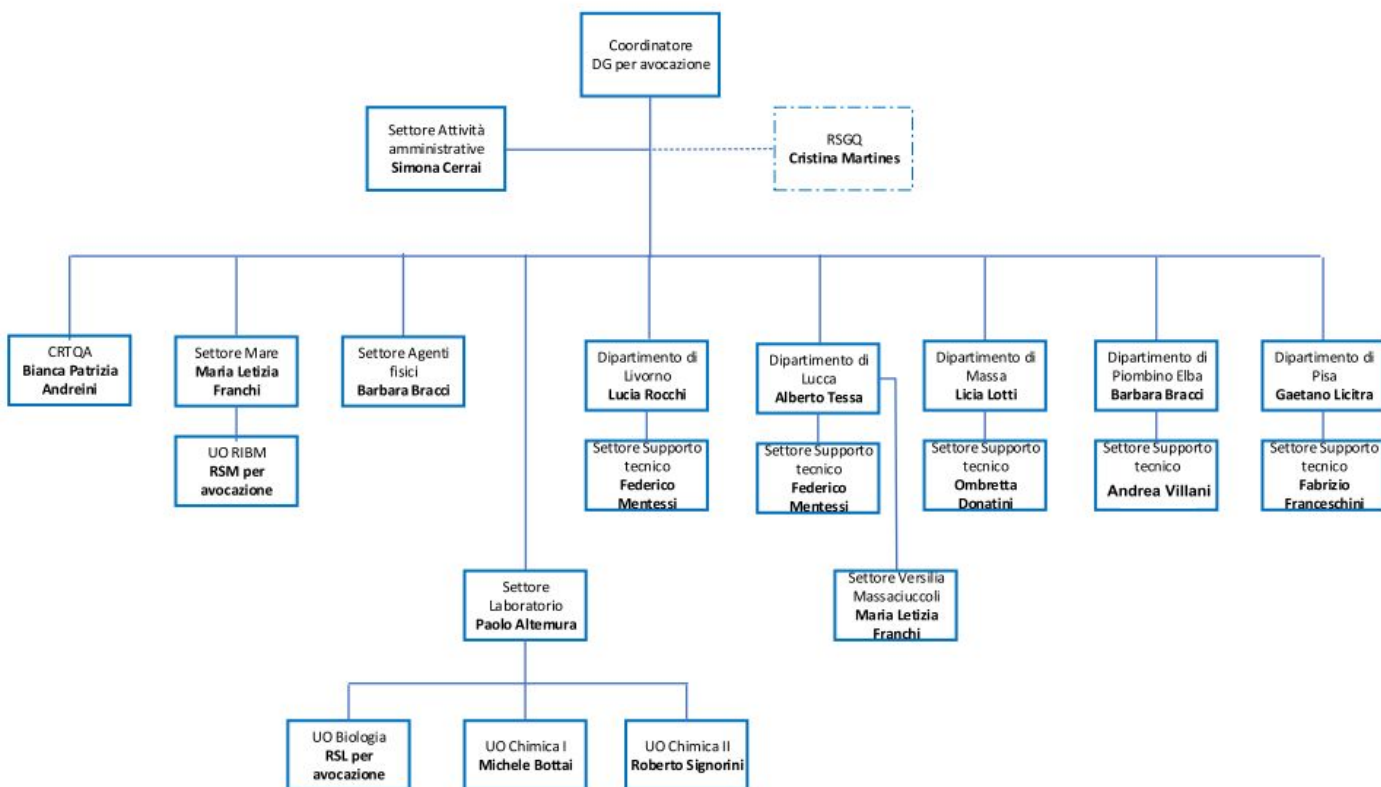 Coordinatore
DG per avocazione
Settore Attività
amministrative
Simona Cerrai
RSGQ
Cristina Martines
CRTQA
Bianca Patrizia
Andreini
Settore Mare
Maria Letizia
Franchi
Settore Agenti
fisici
Barbara Bracci
Dipartimento di
Livorno
Lucia Rocchi
Dipartimento di
Lucca
Alberto Tessa
Dipartimento di
Massa
Licia Lotti
Dipartimento di
Piombino Elba
Barbara Bracci
Dipartimento di
Pisa
Gaetano Licitra
UO RIBM
RSM per
avocazione
Settore Supporto
tecnico
Federico
Mentessi
Settore Supporto
tecnico
Federico
Mentessi
Settore Supporto
tecnico
Ombretta
Donatini
Settore Supporto
tecnico
Andrea Villani
Settore Supporto
tecnico
Fabrizio
Franceschini
Settore
Laboratorio
Paolo Altemura
Settore Versilia
Massaciuccoli
Maria Letizia
Franchi
UO Biologia
RSL per
avocazione
UO Chimica I
Michele Bottai
UO Chimica II
Roberto Signorini